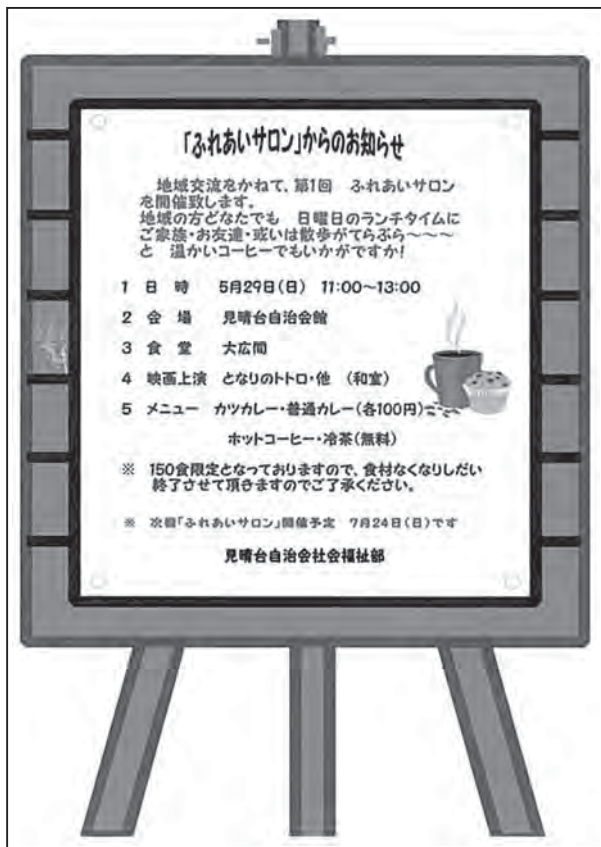 「ふれあいサロン」からのお知らせ
地域交流をかねて、第1回　ふれあいサロン
を開催致します。
地域の方どなたでも　日曜日のランチタイムに
ご家族・お友達・或いは散歩がてらぶら～～～
と　温かいコーヒーでもいかがですか!
1　日　時　5月29日(日)　11:00～13:00
2　会　場　見晴台自治会館
3　食　堂　大広間
4　映画上演　となりのトトロ・他　(和室)
5　メニュー　カツカレー・普通カレー(各100円)
ホットコーヒー・冷茶(無料)
※　150食限定となっておりますので、食材なくなりしだい
終了させて頂きますのでご了承ください。
※　次回「ふれあいサロン」開催予定　7月24日(日)です
見晴台自治会社会福祉部